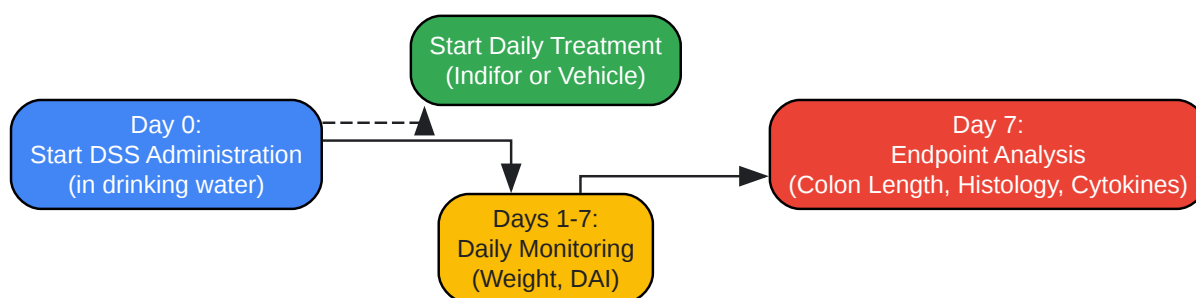 Start Daily Treatment
(Indifor or Vehicle)
Day 0:
Start DSS Administration
(in drinking water)
Days 1-7:
Daily Monitoring
(Weight, DAI)
Day 7:
Endpoint Analysis
(Colon Length, Histology, Cytokines)